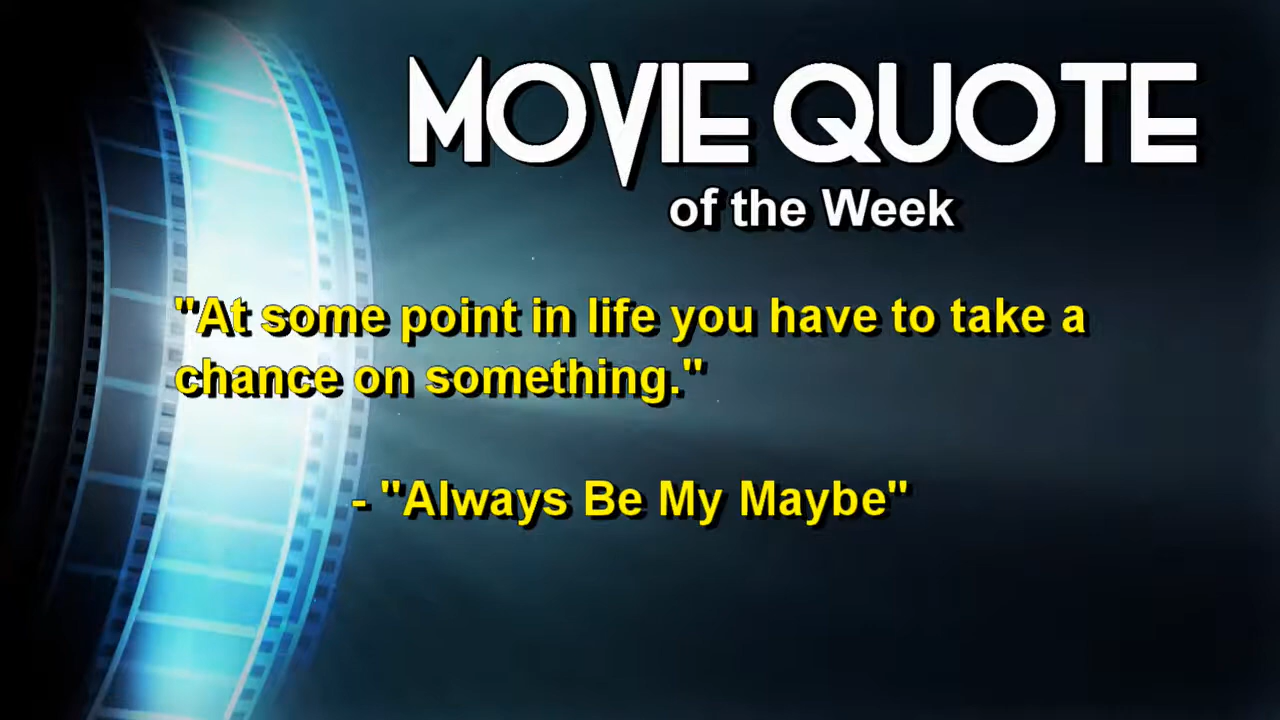 MOVIE QUOTE
of the Week
"At some point in life you have to take a
chance on something."
- "Always Be My Maybe"